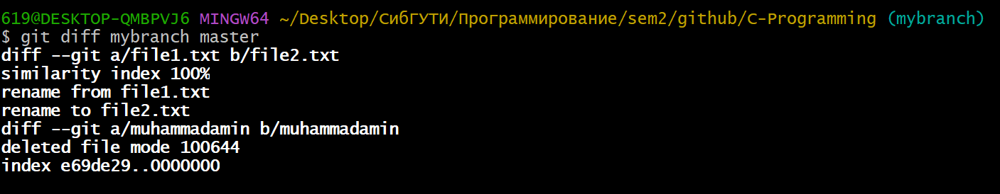 619@DESKTOP-QMBPVJ6 MINGW64 ~/Desktop/СибГУТИ/Программирование/sem2/github/C-Programming (mybranch)
$ git diff mybranch master
diff --git a/file1.txt b/file2.txt
similarity index 100%
rename from file1.txt
rename to file2.txt
diff --git a/muhammadamin b/muhammadamin
deleted file mode 100644
index e69de29..0000000